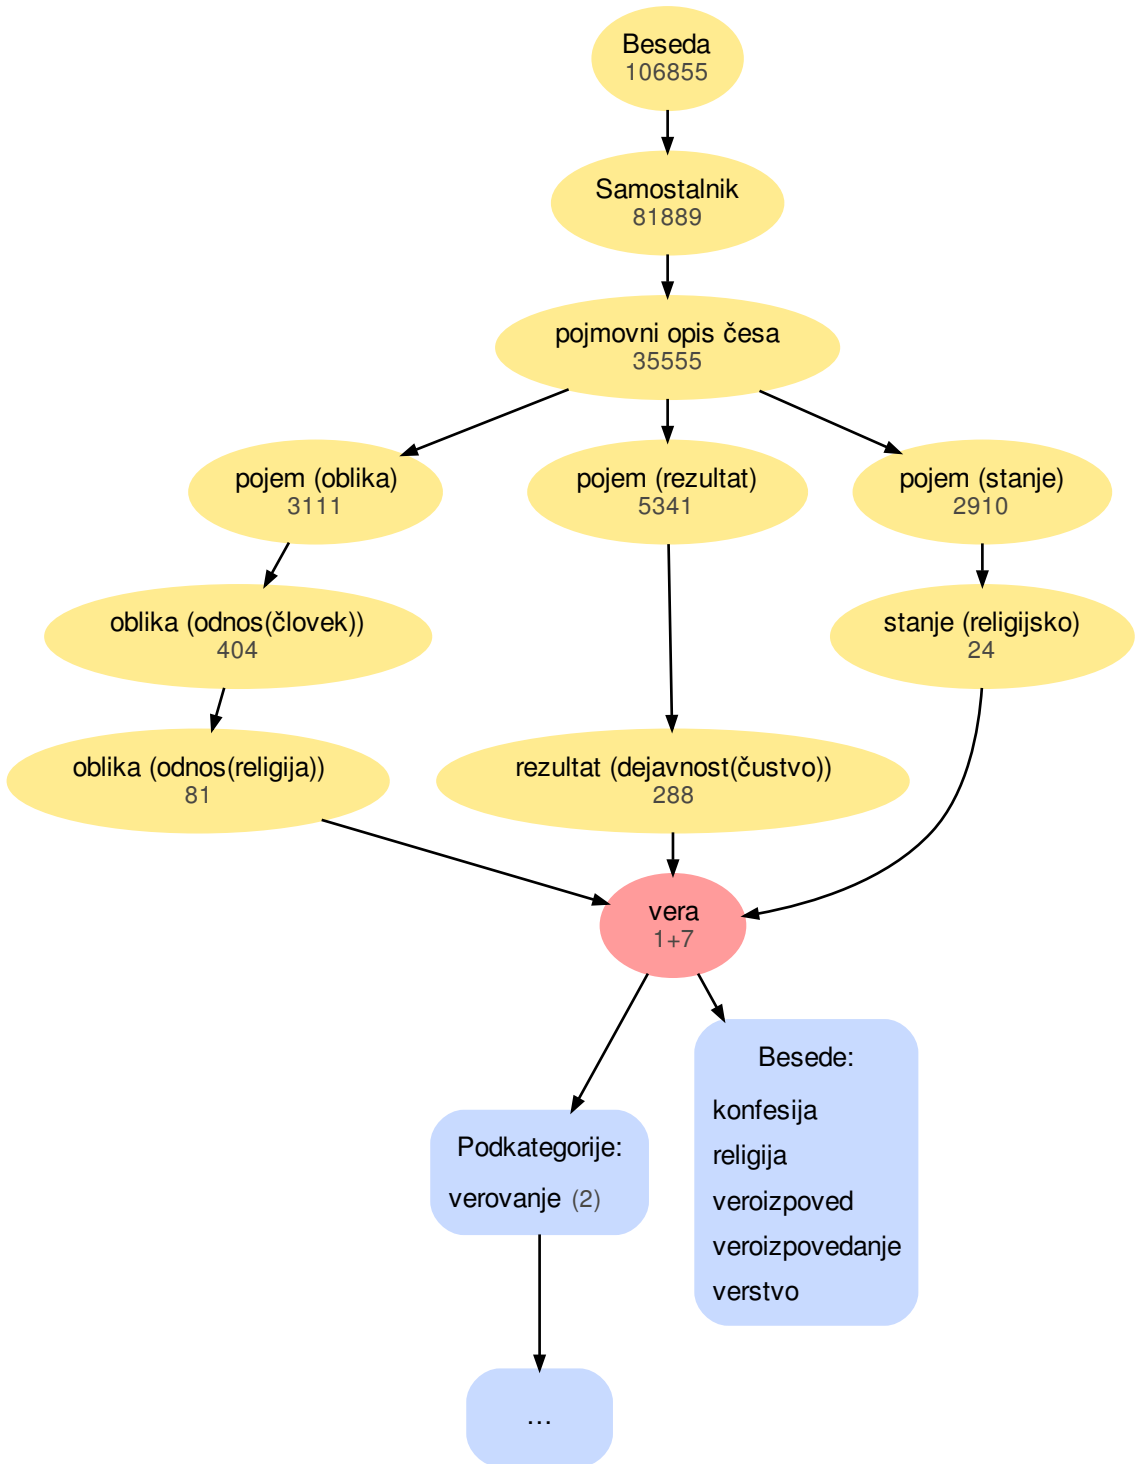 Beseda
106855
Samostalnik
81889
pojmovni opis česa
35555
pojem (oblika)
3111
pojem (rezultat)
5341
pojem (stanje)
2910
oblika (odnos(človek))
404
stanje (religijsko)
24
oblika (odnos(religija))
81
rezultat (dejavnost(čustvo))
288
vera
1+7
Besede:
konfesija
religija
veroizpoved
veroizpovedanje
verstvo
Podkategorije:
verovanje (2)
...